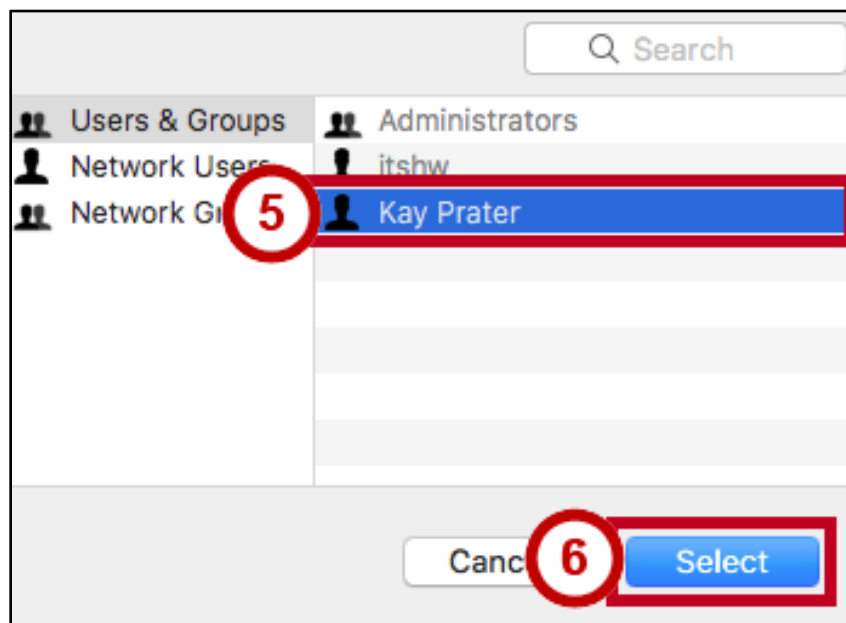 Search
Users & Groups
Administrators
Network Users
itshw
Network Gr
5
Kay Prater
Canc
6
Select